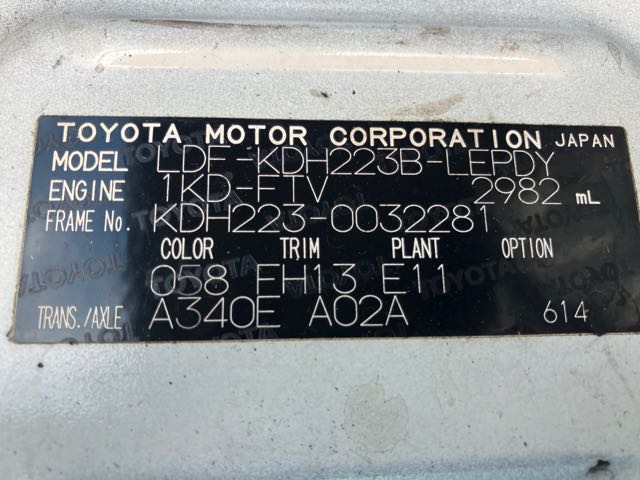 TOYOTA MOTOR CORPORATION JAPAN
MODEL LDF-KDH223B-LEPDY
ENGINE 1KD-FTV 2982 mL
FRAME No. KDH223-0032281
COLOR TRIM PLANT OPTION
058 FH13 E11
TRANS./AXLE A340E A02A 614